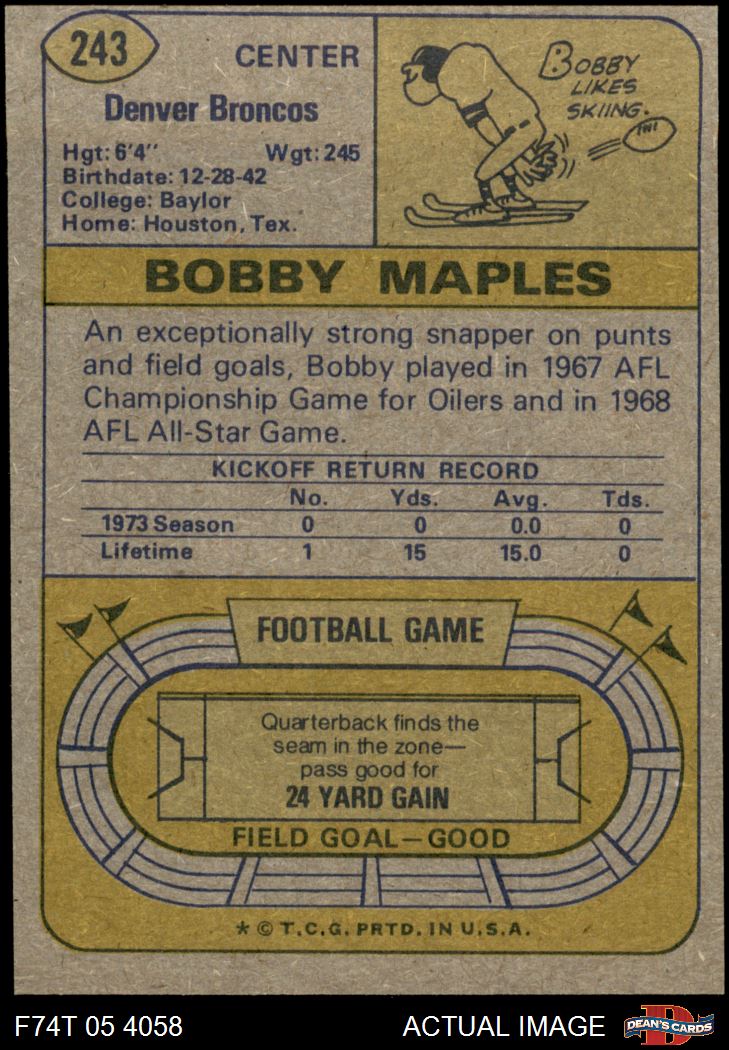 243
CENTER
Denver Broncos
Hgt: 6'4" Wgt: 245
Birthdate: 12-28-42
College: Baylor
Home: Houston, Tex.
BOBBY
LIKES
SKIING.
BOBBY MAPLES
An exceptionally strong snapper on punts
and field goals, Bobby played in 1967 AFL
Championship Game for Oilers and in 1968
AFL All-Star Game.
KICKOFF RETURN RECORD
No. Yds. Avg. Tds.
1973 Season 0 0 0.0 0
Lifetime 1 15 15.0 0
FOOTBALL GAME
Quarterback finds the
seam in the zone—
pass good for
24 YARD GAIN
FIELD GOAL—GOOD
* © T.C.G. PRTD. IN U.S.A.
F74T 05 4058 ACTUAL IMAGE
DEAN'S CARDS